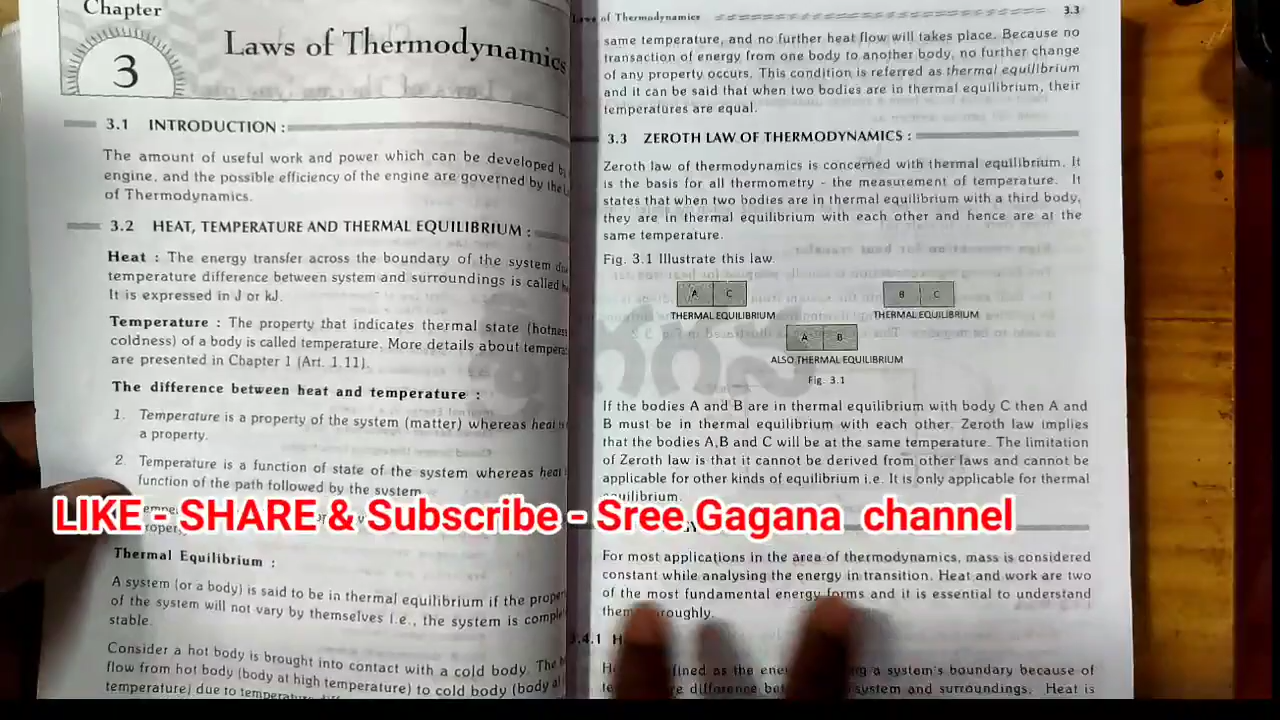 Chapter
3
Laws of Thermodynamics
3.1 INTRODUCTION :
The amount of useful work and power which can be developed
engine, and the possible efficiency of the engine are governed by the
of Thermodynamics.
3.2 HEAT, TEMPERATURE AND THERMAL EQUILIBRIUM :
Heat : The energy transfer across the boundary of the system
temperature difference between system and surroundings is called
It is expressed in J or kJ.
Temperature : The property that indicates thermal state (hotness
coldness) of a body is called temperature. More details about
are presented in Chapter 1 (Art. 1.11).
The difference between heat and temperature :
1. Temperature is a property of the system (matter) whereas heat
a property.
2. Temperature is a function of state of the system whereas heat
function of the path followed by the system
Thermal Equilibrium :
A system (or a body) is said to be in thermal equilibrium if the
of the system will not vary by themselves i.e., the system is
stable.
Consider a hot body is brought into contact with a cold body. The
flow from hot body (body at high temperature) to cold body (body at
temperature) due to
Laws of Thermodynamics
3.3
same temperature, and no further heat flow will takes place. Because no
transaction of energy from one body to another body, no further change
of any property occurs. This condition is referred as thermal equilibrium
and it can be said that when two bodies are in thermal equilibrium, their
temperatures are equal.
3.3 ZEROTH LAW OF THERMODYNAMICS :
Zeroth law of thermodynamics is concerned with thermal equilibrium. It
is the basis for all thermometry - the measurement of temperature. It
states that when two bodies are in thermal equilibrium with a third body,
they are in thermal equilibrium with each other and hence are at the
same temperature.
Fig. 3.1 Illustrate this law.
A C
B C
THERMAL EQUILIBRIUM
THERMAL EQUILIBRIUM
A B
ALSO THERMAL EQUILIBRIUM
Fig. 3.1
If the bodies A and B are in thermal equilibrium with body C then A and
B must be in thermal equilibrium with each other. Zeroth law implies
that the bodies A,B and C will be at the same temperature. The limitation
of Zeroth law is that it cannot be derived from other laws and cannot be
applicable for other kinds of equilibrium i.e. It is only applicable for thermal
equilibrium.
LIKE - SHARE & Subscribe - Sree Gagana channel
For most applications in the area of thermodynamics, mass is considered
constant while analysing the energy in transition. Heat and work are two
of the most fundamental energy forms and it is essential to understand
3.4.1
defined as the a system's boundary because of
difference system and surroundings. Heat is